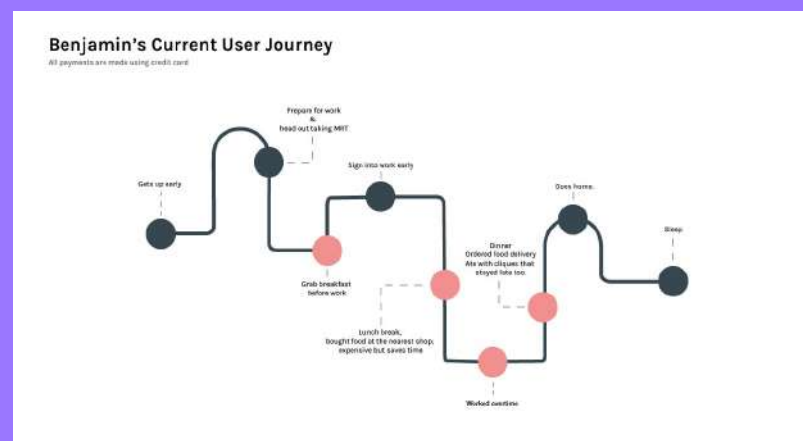 Benjamin's Current User Journey
All payments are made using credit card
Prepare for work
&
head out taking MRT
Gets up early
Sign into work early
Goes home.
Sleep
Dinner
Ordered food delivery
Ate with cliques that
stayed late too
Grab breakfast
before work
Lunch break,
bought food at the nearest shop,
expensive but saves time
Worked overtime